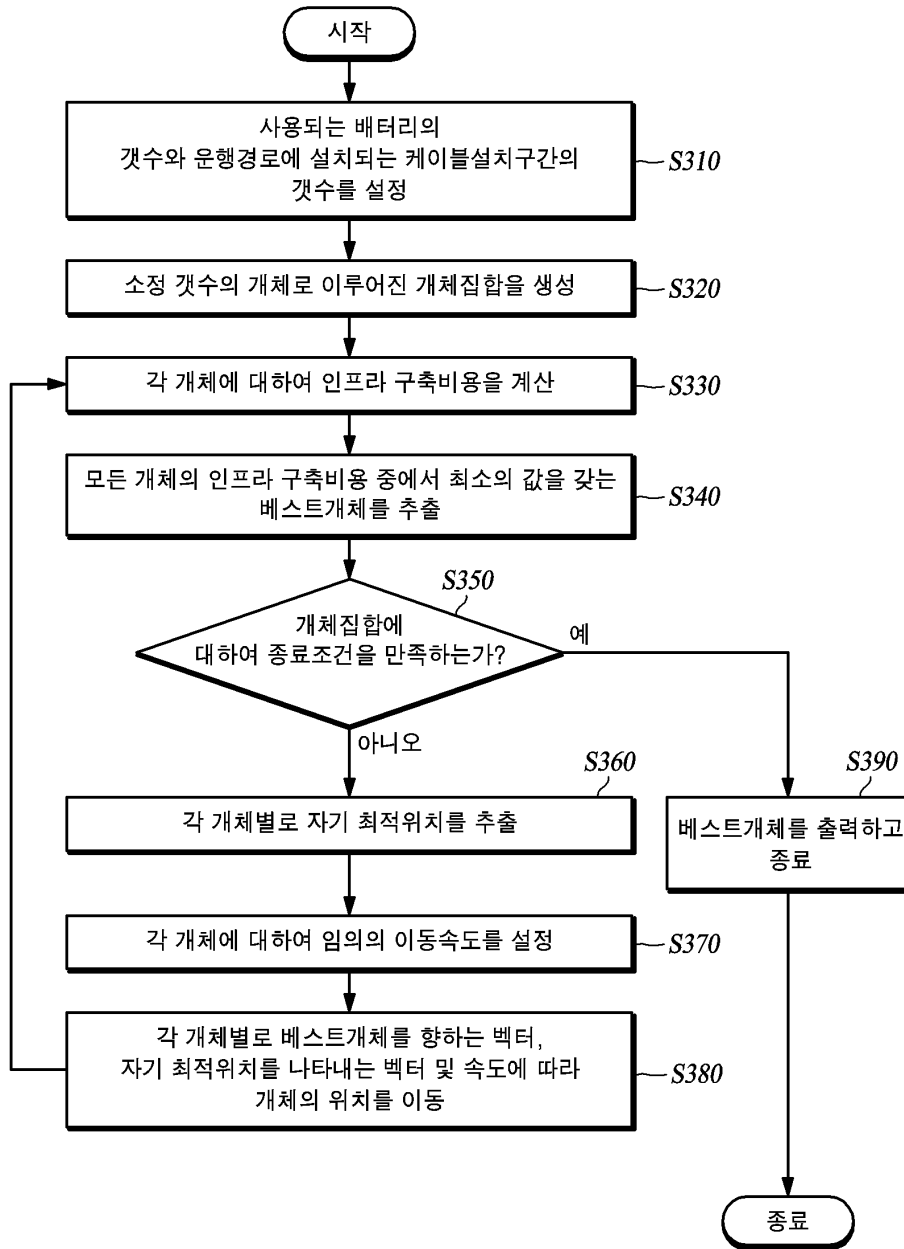 시작
사용되는 배터리의
갯수와 운행경로에 설치되는 케이블설치구간의
갯수를 설정
S310
소정 갯수의 개체로 이루어진 개체집합을 생성
S320
각 개체에 대하여 인프라 구축비용을 계산
S330
모든 개체의 인프라 구축비용 중에서 최소의 값을 갖는
베스트개체를 추출
S340
S350
개체집합에
대하여 종료조건을 만족하는가?
예
아니오
S360
각 개체별로 자기 최적위치를 추출
S390
베스트개체를 출력하고
종료
각 개체에 대하여 임의의 이동속도를 설정
S370
각 개체별로 베스트개체를 향하는 벡터,
자기 최적위치를 나타내는 벡터 및 속도에 따라
개체의 위치를 이동
S380
종료